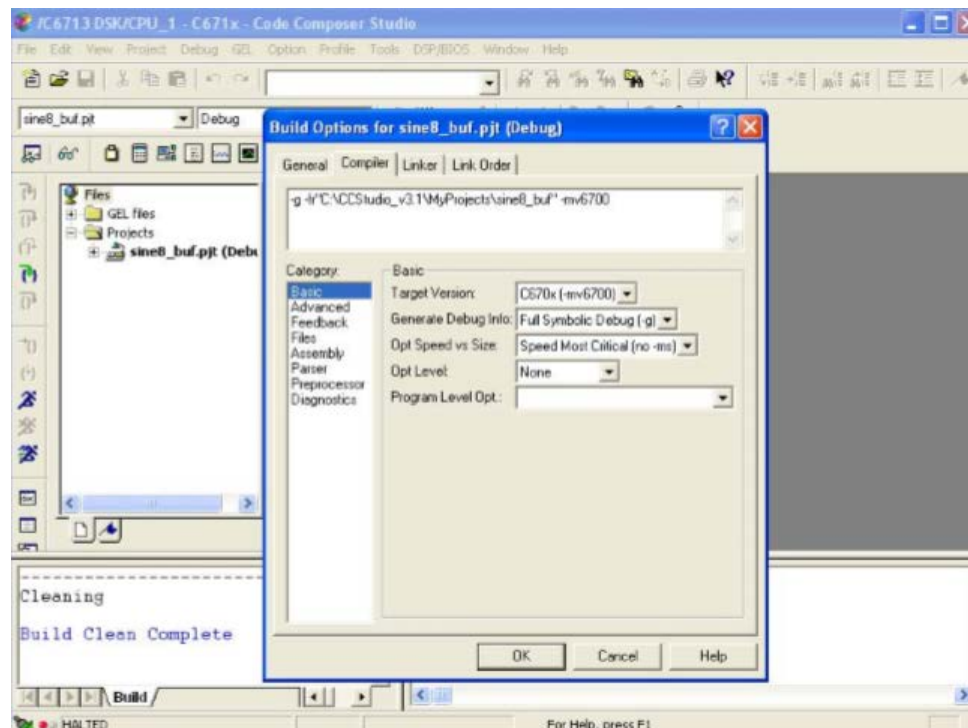 /C6713 DSK/CPU_1 - C671x - Code Composer Studio
File Edit View Project Debug GEL Option Profile Tools DSP/BIOS Window Help
sine8_buf.pjt Debug
Build Options for sine8_buf.pjt (Debug)
General Compiler Linker Link Order
-g -fr"C:\CCStudio_v3.1\MyProjects\sine8_buf" -mv6700
Files
GEL files
Projects
sine8_buf.pjt (Debu
Category:
Basic
Advanced
Feedback
Files
Assembly
Parser
Preprocessor
Diagnostics
Basic
Target Version: C670x (-mv6700)
Generate Debug Info: Full Symbolic Debug (-g)
Opt Speed vs Size: Speed Most Critical (no -ms)
Opt Level: None
Program Level Opt.:
OK Cancel Help
Cleaning
Build Clean Complete
Build
HALTED
For Help, press F1